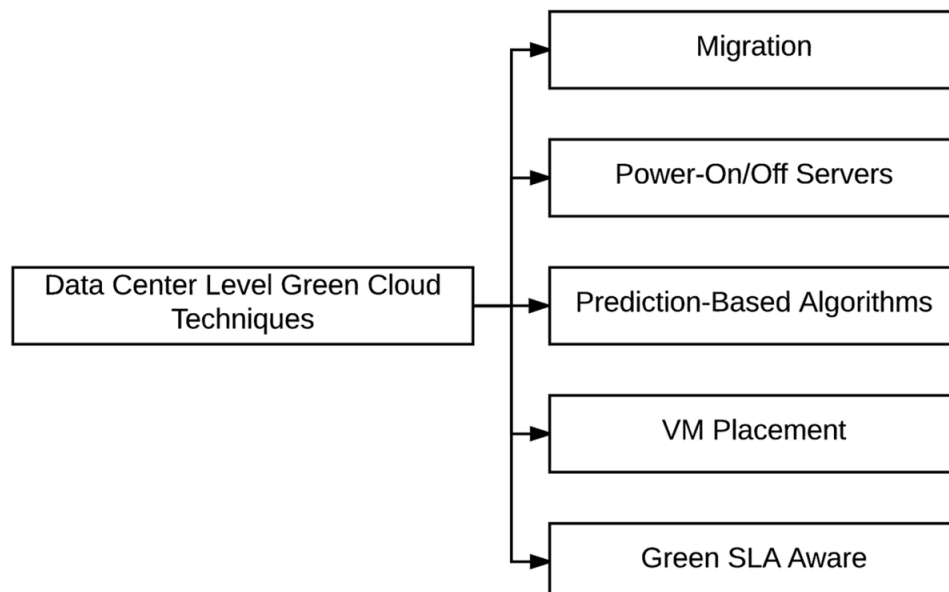 Migration
Power-On/Off Servers
Data Center Level Green Cloud
Techniques
Prediction-Based Algorithms
VM Placement
Green SLA Aware